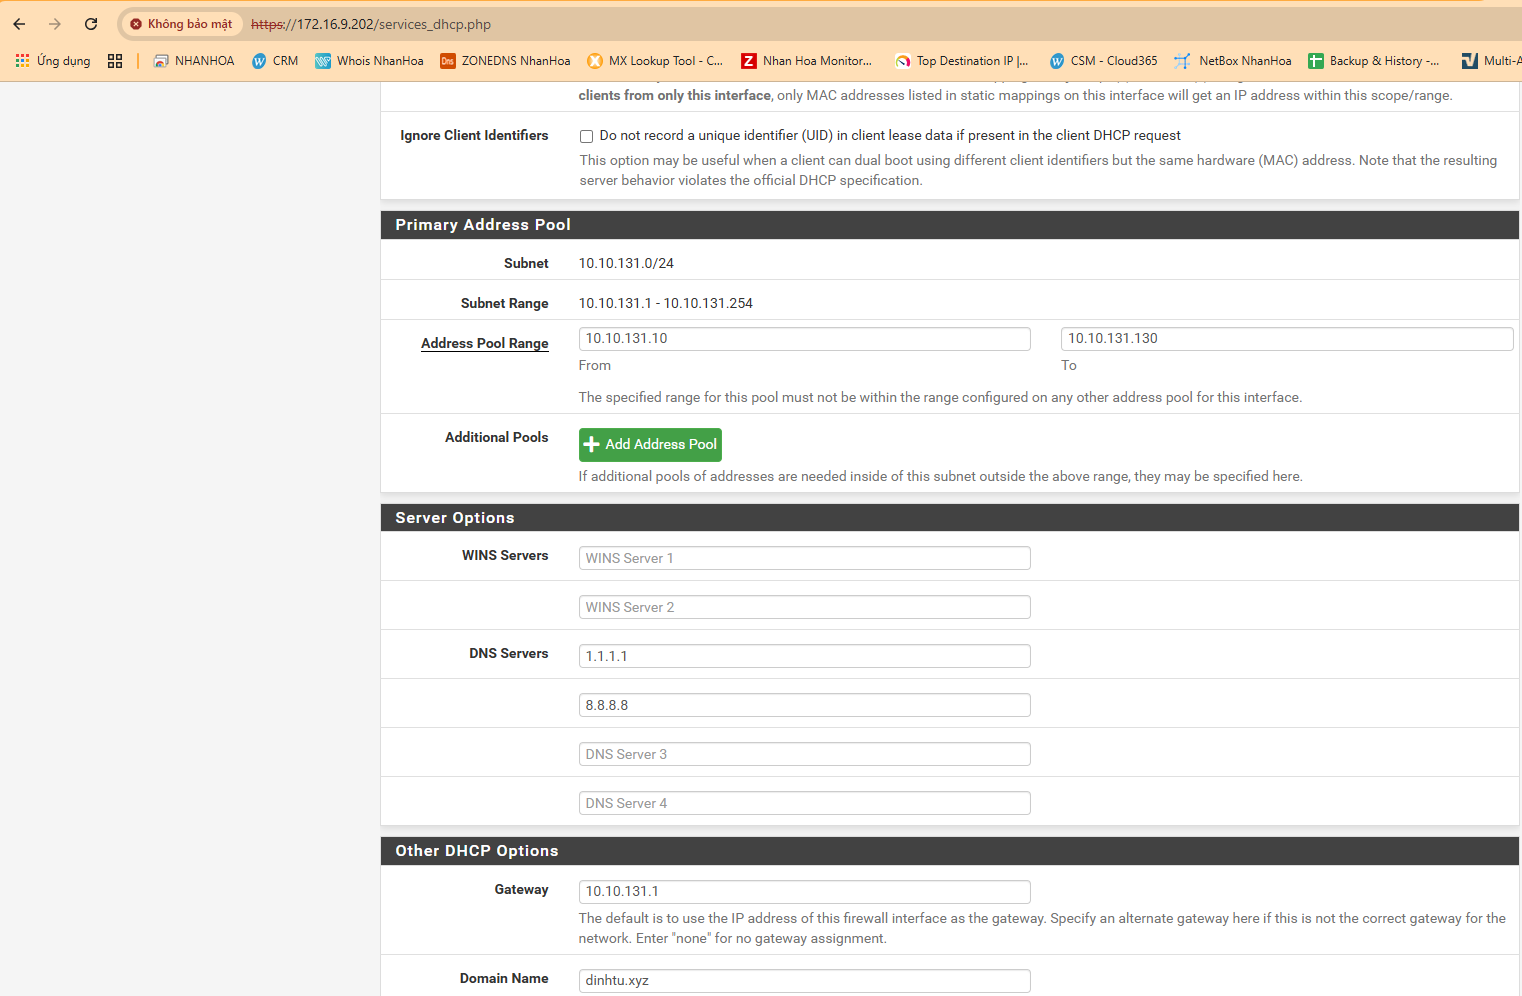 Không bảo mật https://172.16.9.202/services_dhcp.php
Ứng dụng NHANHOA CRM Whois NhanHoa Dns ZONEDNS NhanHoa MX Lookup Tool - C... Z Nhan Hoa Monitor... Top Destination IP |... CSM - Cloud365 NetBox NhanHoa Backup & History -... Multi-A
clients from only this interface, only MAC addresses listed in static mappings on this interface will get an IP address within this scope/range.
Ignore Client Identifiers Do not record a unique identifier (UID) in client lease data if present in the client DHCP request
This option may be useful when a client can dual boot using different client identifiers but the same hardware (MAC) address. Note that the resulting
server behavior violates the official DHCP specification.
Primary Address Pool
Subnet 10.10.131.0/24
Subnet Range 10.10.131.1 - 10.10.131.254
Address Pool Range 10.10.131.10 10.10.131.130
From To
The specified range for this pool must not be within the range configured on any other address pool for this interface.
Additional Pools Add Address Pool
If additional pools of addresses are needed inside of this subnet outside the above range, they may be specified here.
Server Options
WINS Servers WINS Server 1
WINS Server 2
DNS Servers 1.1.1.1
8.8.8.8
DNS Server 3
DNS Server 4
Other DHCP Options
Gateway 10.10.131.1
The default is to use the IP address of this firewall interface as the gateway. Specify an alternate gateway here if this is not the correct gateway for the
network. Enter "none" for no gateway assignment.
Domain Name dinhtu.xyz